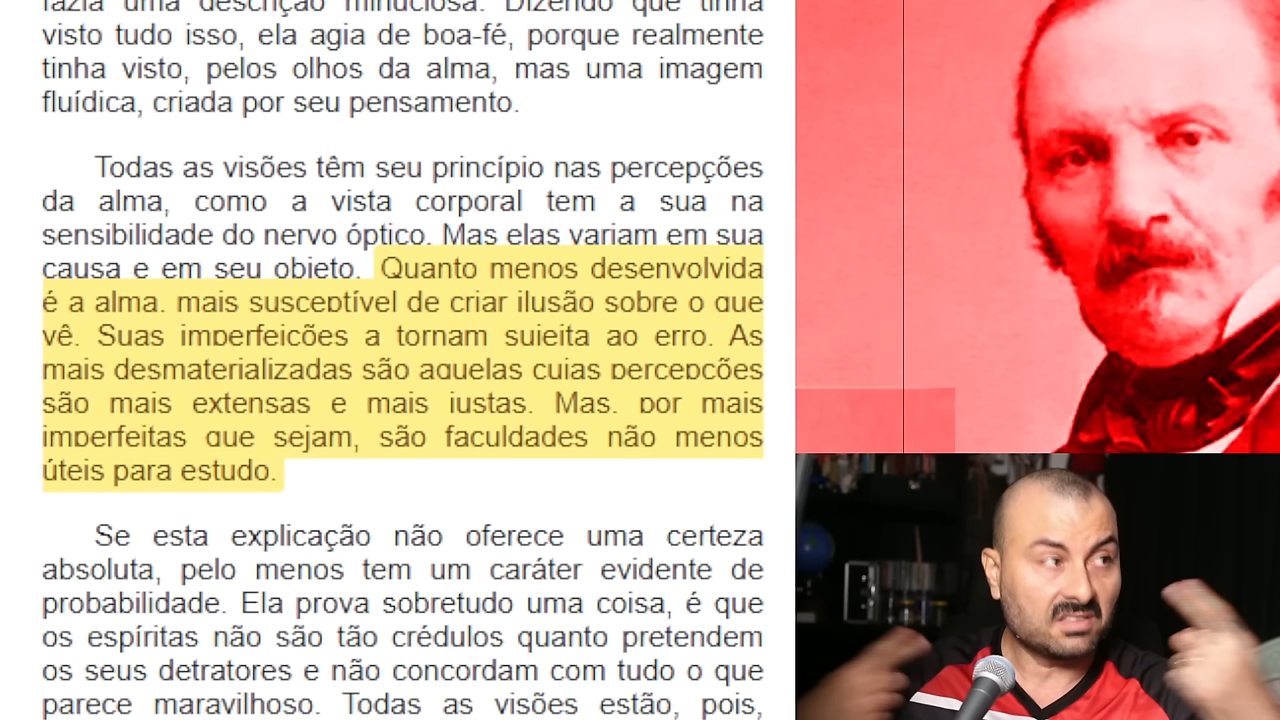 fazia uma descrição minuciosa. Dizendo que tinha
visto tudo isso, ela agia de boa-fé, porque realmente
tinha visto, pelos olhos da alma, mas uma imagem
fluídica, criada por seu pensamento.
Todas as visões têm seu princípio nas percepções
da alma, como a vista corporal tem a sua na
sensibilidade do nervo óptico. Mas elas variam em sua
causa e em seu objeto. Quanto menos desenvolvida
é a alma, mais susceptível de criar ilusão sobre o que
vê. Suas imperfeições a tornam sujeita ao erro. As
mais desmaterializadas são aquelas cujas percepções
são mais extensas e mais justas. Mas, por mais
imperfeitas que sejam, são faculdades não menos
úteis para estudo.
Se esta explicação não oferece uma certeza
absoluta, pelo menos tem um caráter evidente de
probabilidade. Ela prova sobretudo uma coisa, é que
os espíritas não são tão crédulos quanto pretendem
os seus detratores e não concordam com tudo o que
parece maravilhoso. Todas as visões estão, pois,